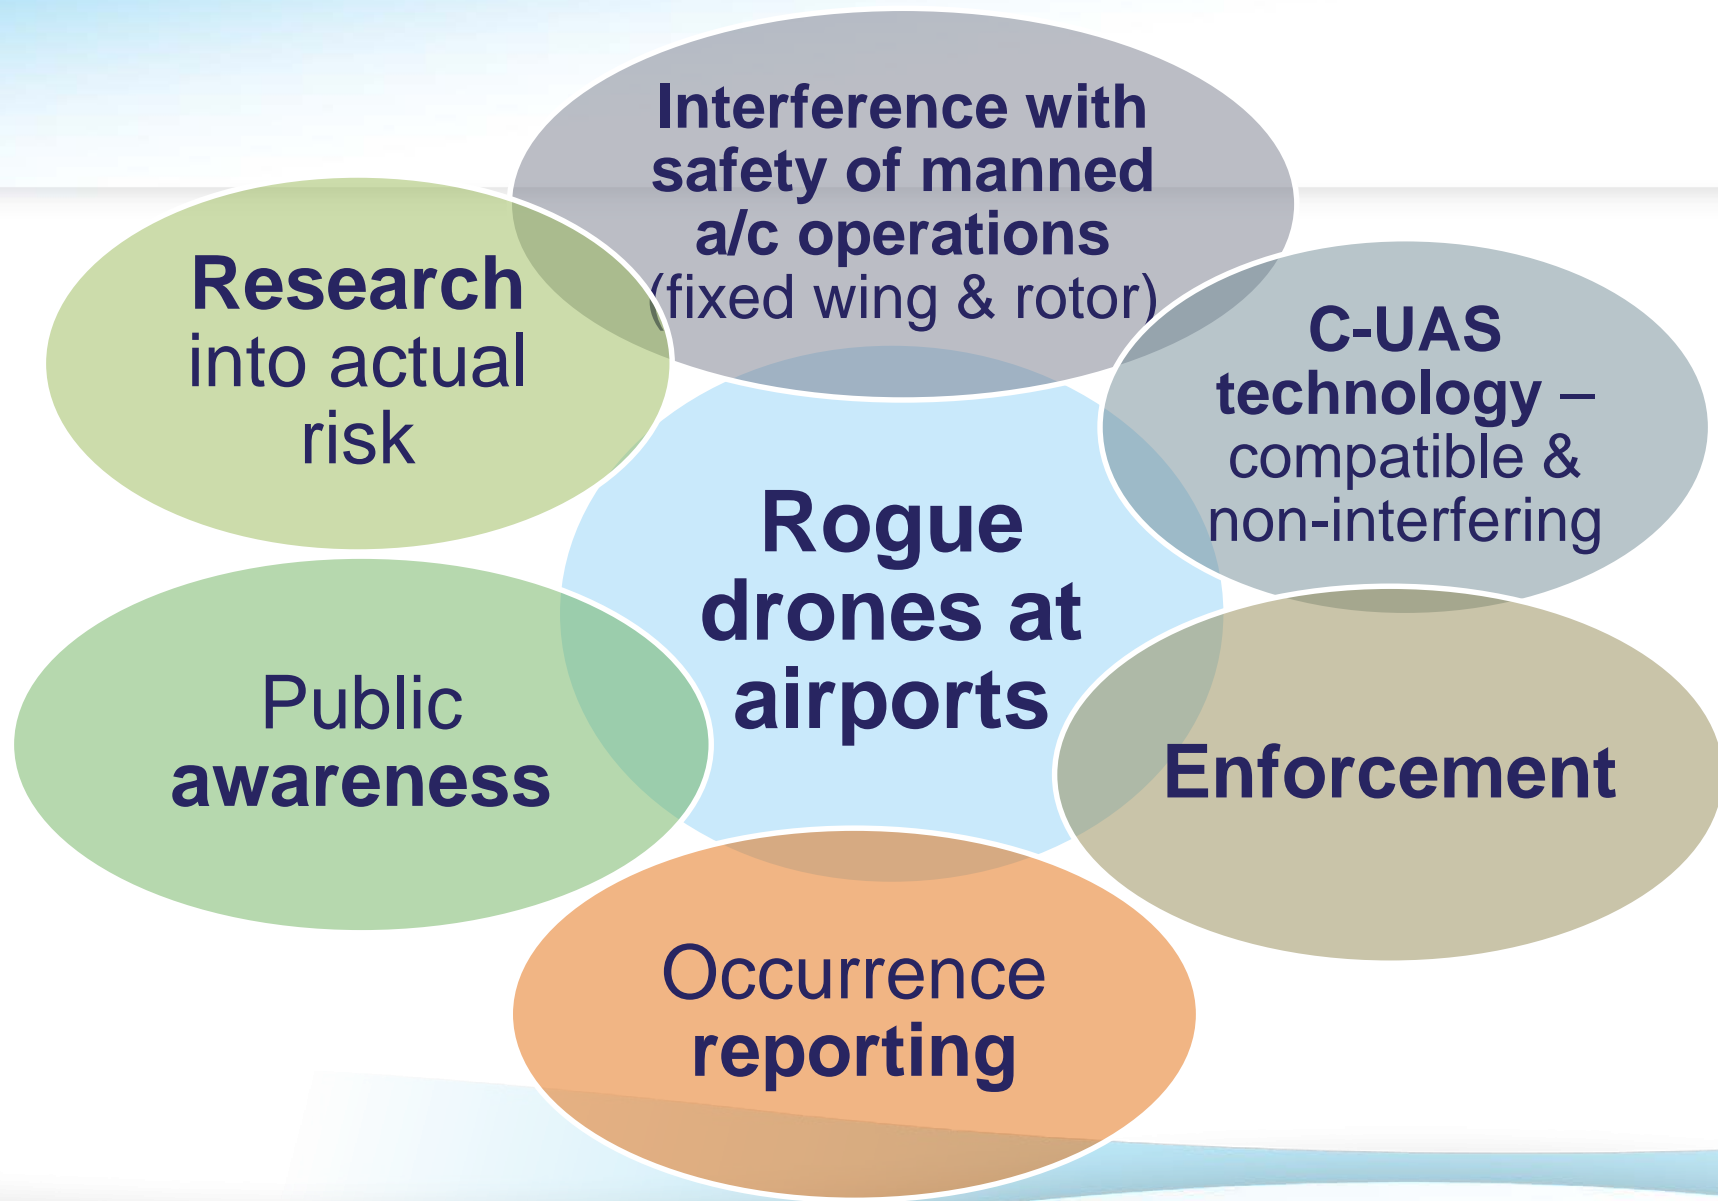 Interference with
safety of manned
a/c operations
(fixed wing & rotor)
Research
into actual
risk
C-UAS
technology –
compatible &
non-interfering
Rogue
drones at
airports
Public
awareness
Enforcement
Occurrence
reporting